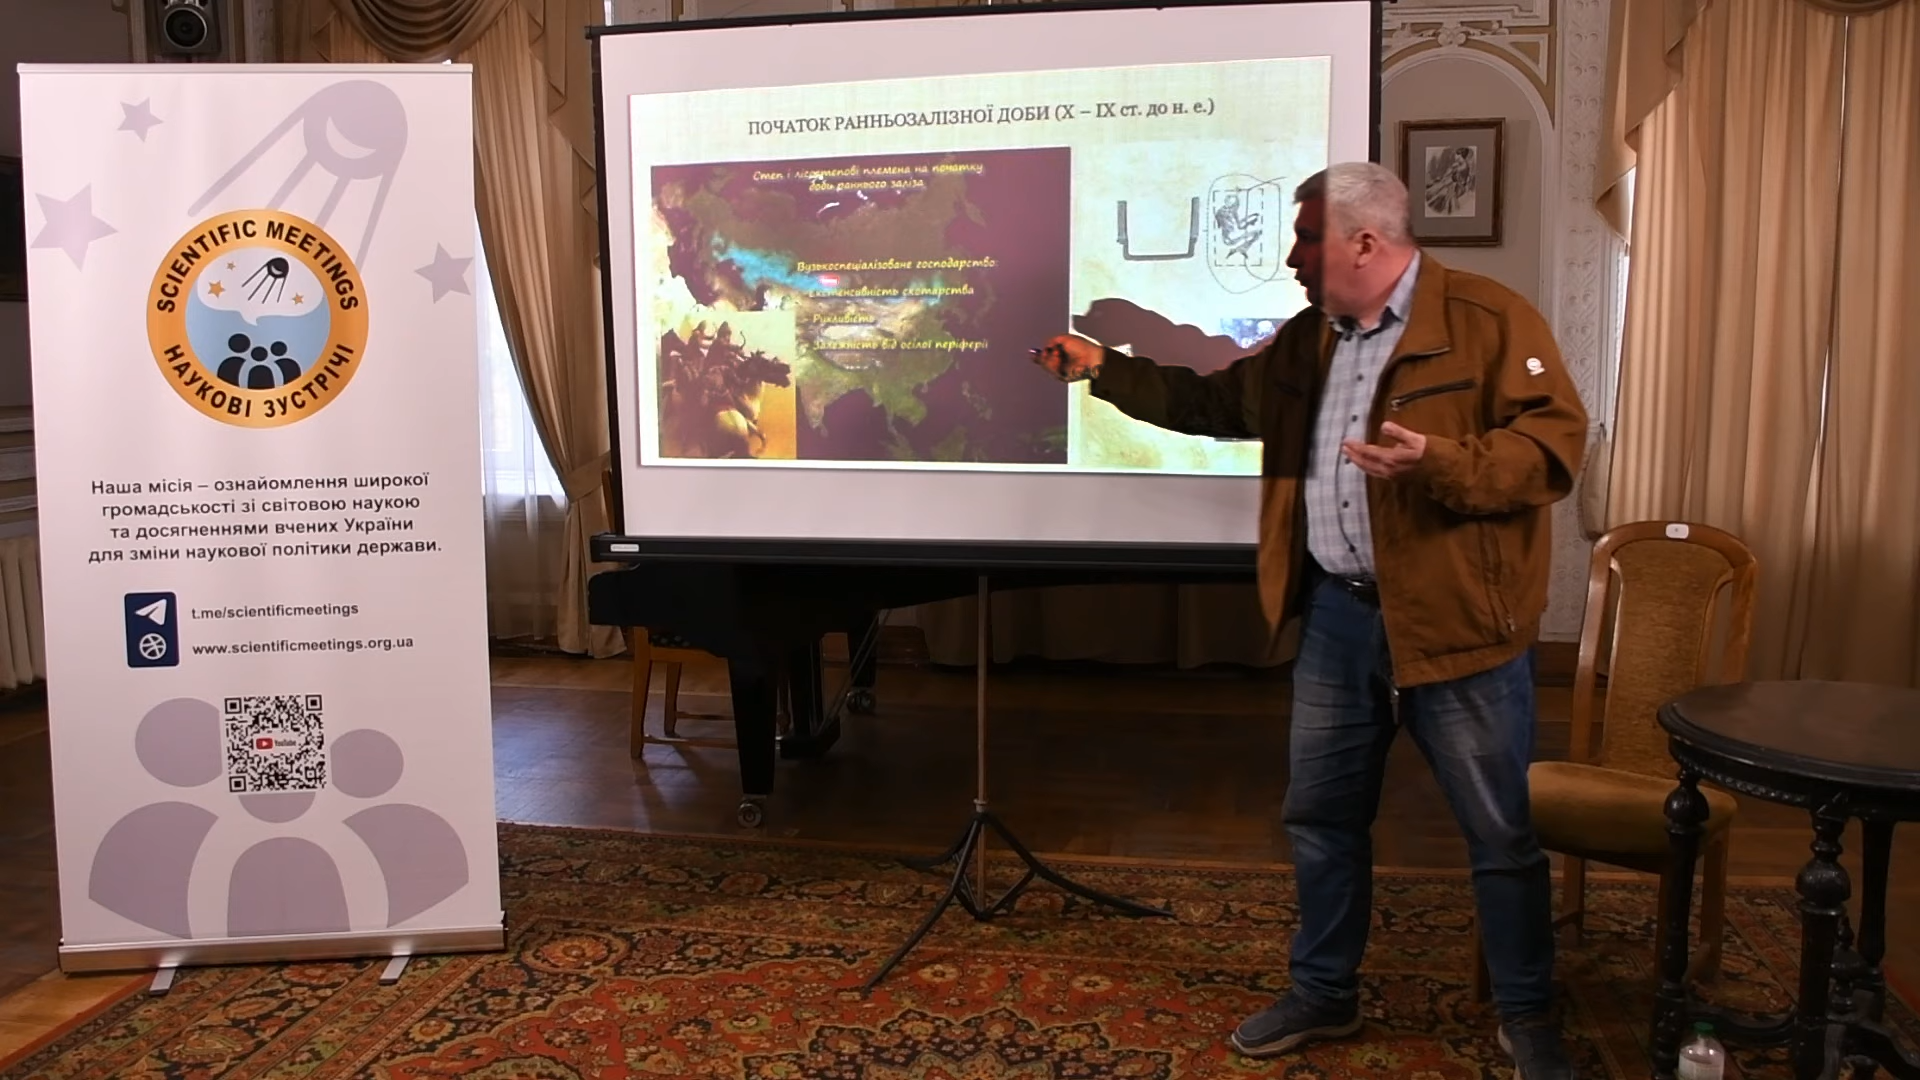 SCIENTIFIC MEETINGS
НАУКОВІ ЗУСТРІЧІ
Наша місія – ознайомлення широкої
громадськості зі світовою наукою
та досягненнями вчених України
для зміни наукової політики держави.
t.me/scientificmeetings
www.scientificmeetings.org.ua
YouTube
ПОЧАТОК РАННЬОЗАЛІЗНОЇ ДОБИ (X – IX ст. до н. е.)
Степ і лісостепові племена на початку
доби раннього заліза
Вузькоспеціалізоване господарство:
- Екстенсивність скотарства
- Рухливість
- Залежність від осілої периферії